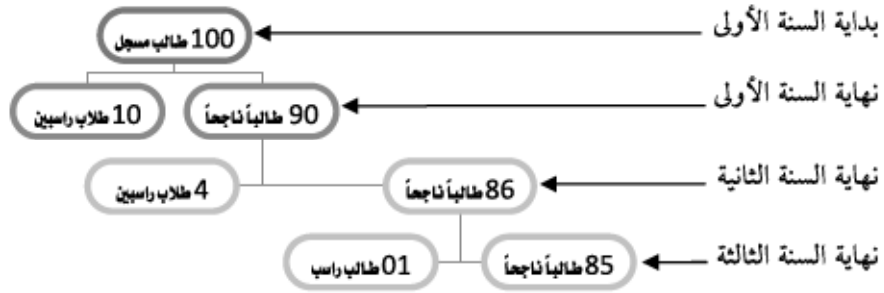 بداية السنة الأولى
100 طالب مسجل
نهاية السنة الأولى
90 طالباً ناجحاً
10 طلاب راسبين
نهاية السنة الثانية
86 طالباً ناجحاً
4 طلاب راسبين
نهاية السنة الثالثة
85 طالباً ناجحاً
01 طالب راسب